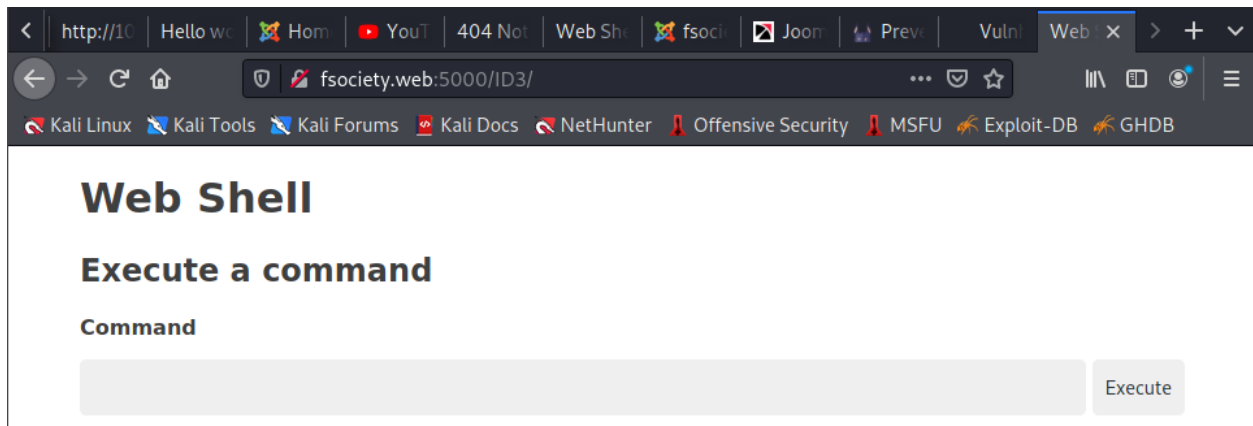 http://10 Hello wo Hom YouT 404 Not Web She fsocie Joom Preve Vulnl Web S
fsociety.web:5000/ID3/
Kali Linux Kali Tools Kali Forums Kali Docs NetHunter Offensive Security MSFU Exploit-DB GHDB
Web Shell
Execute a command
Command
Execute